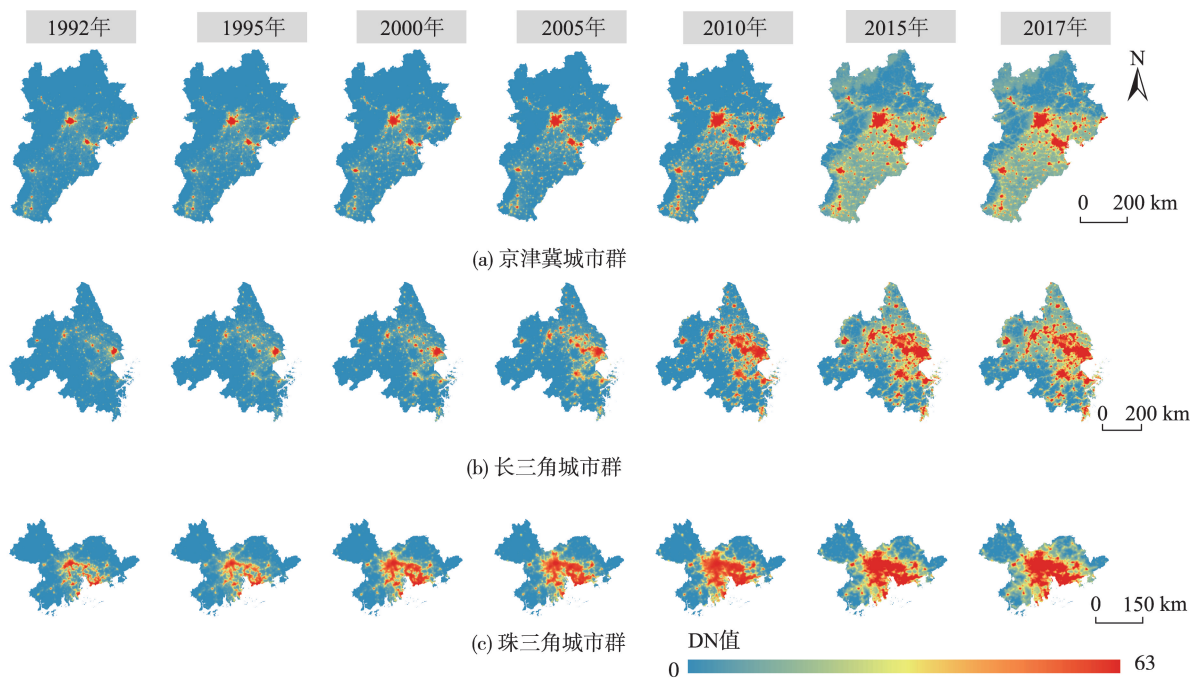 1992年 1995年 2000年 2005年 2010年 2015年 2017年
N
0 200 km
(a) 京津冀城市群
0 200 km
(b) 长三角城市群
0 150 km
(c) 珠三角城市群
DN值
0 63